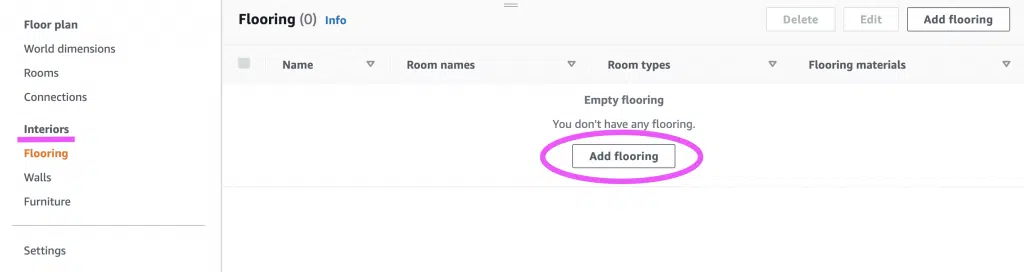 Floor plan
World dimensions
Rooms
Connections
Interiors
Flooring
Walls
Furniture
Settings
Flooring (0) Info
Delete Edit Add flooring
Name Room names Room types Flooring materials
Empty flooring
You don't have any flooring.
Add flooring